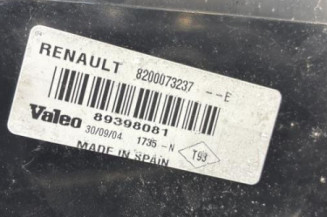 RENAULT 8200073237 --E
89398081
Valeo 30/09/04 1735-N T93
MADE IN SPAIN